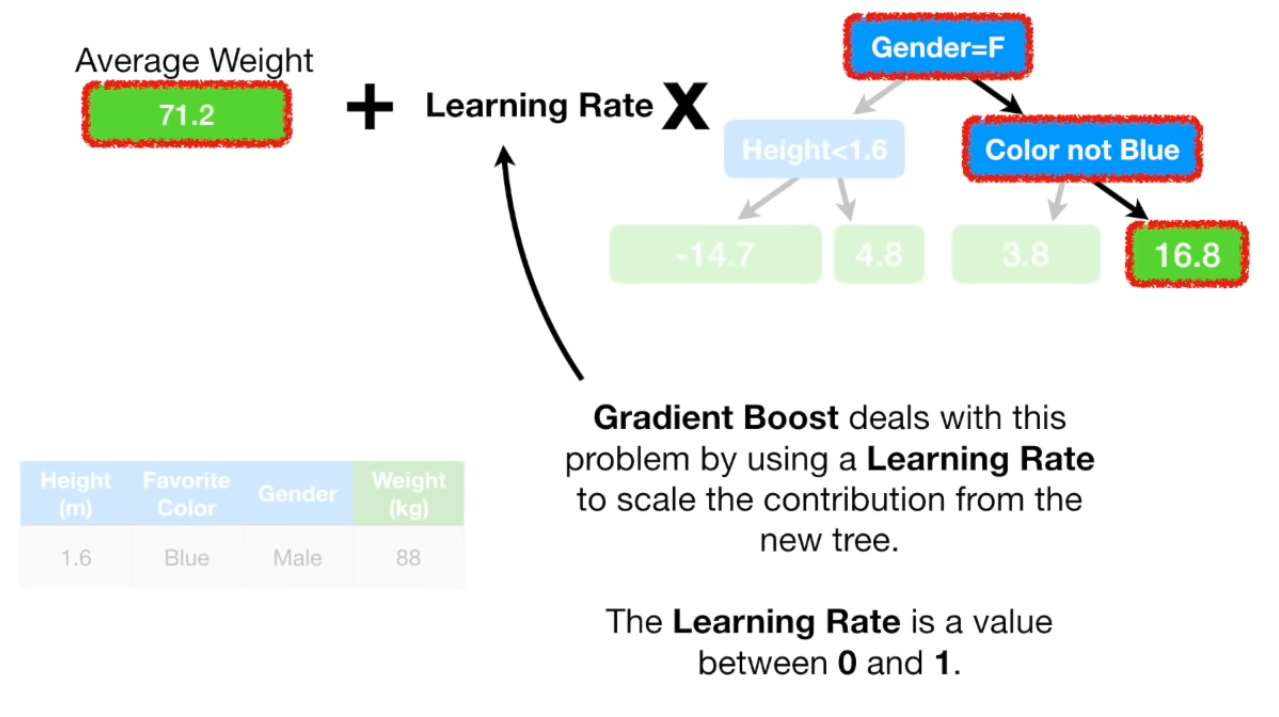 Average Weight
71.2
+ Learning Rate X
Gender=F
Height<1.6
Color not Blue
-14.7
4.8
3.8
16.8
Gradient Boost deals with this
problem by using a Learning Rate
to scale the contribution from the
new tree.
The Learning Rate is a value
between 0 and 1.
Height (m) Favorite Color Gender Weight (kg)
1.6 Blue Male 88